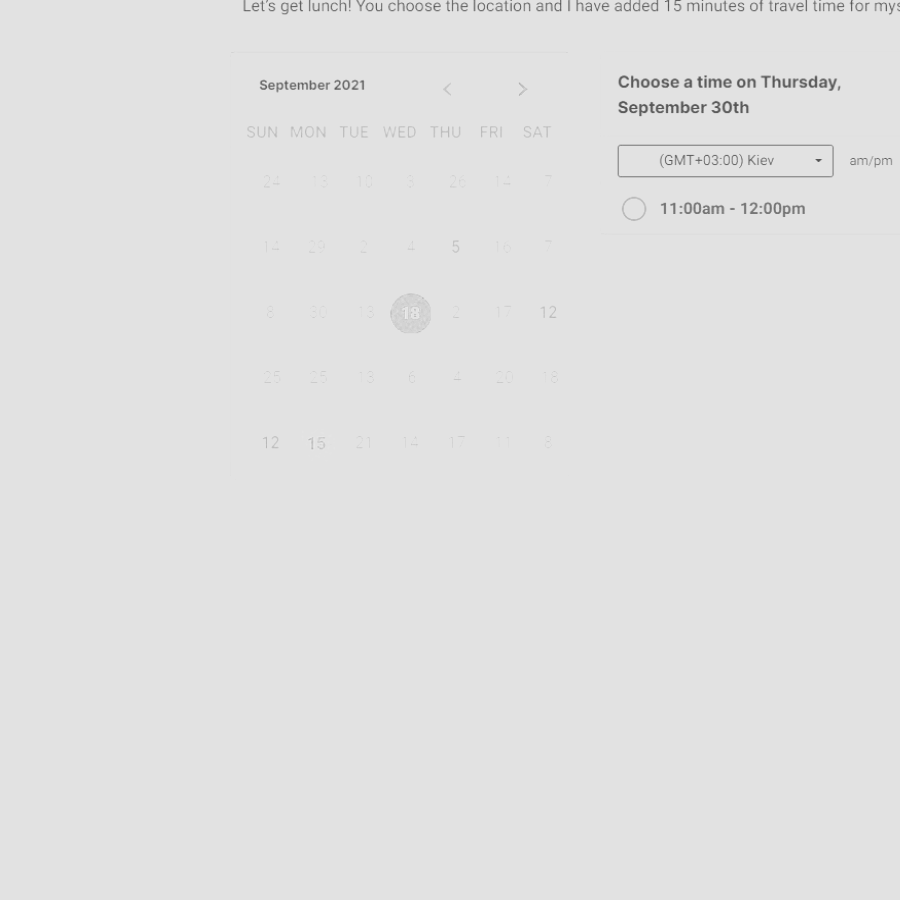 Let's get lunch! You choose the location and I have added 15 minutes of travel time for mys
September 2021
SUN MON TUE WED THU FRI SAT
24 13 10 3 26 14 7
14 29 2 4 5 16 7
8 30 13 18 2 17 12
25 25 13 6 4 20 18
12 15 21 14 17 11 8
Choose a time on Thursday,
September 30th
(GMT+03:00) Kiev am/pm
11:00am - 12:00pm